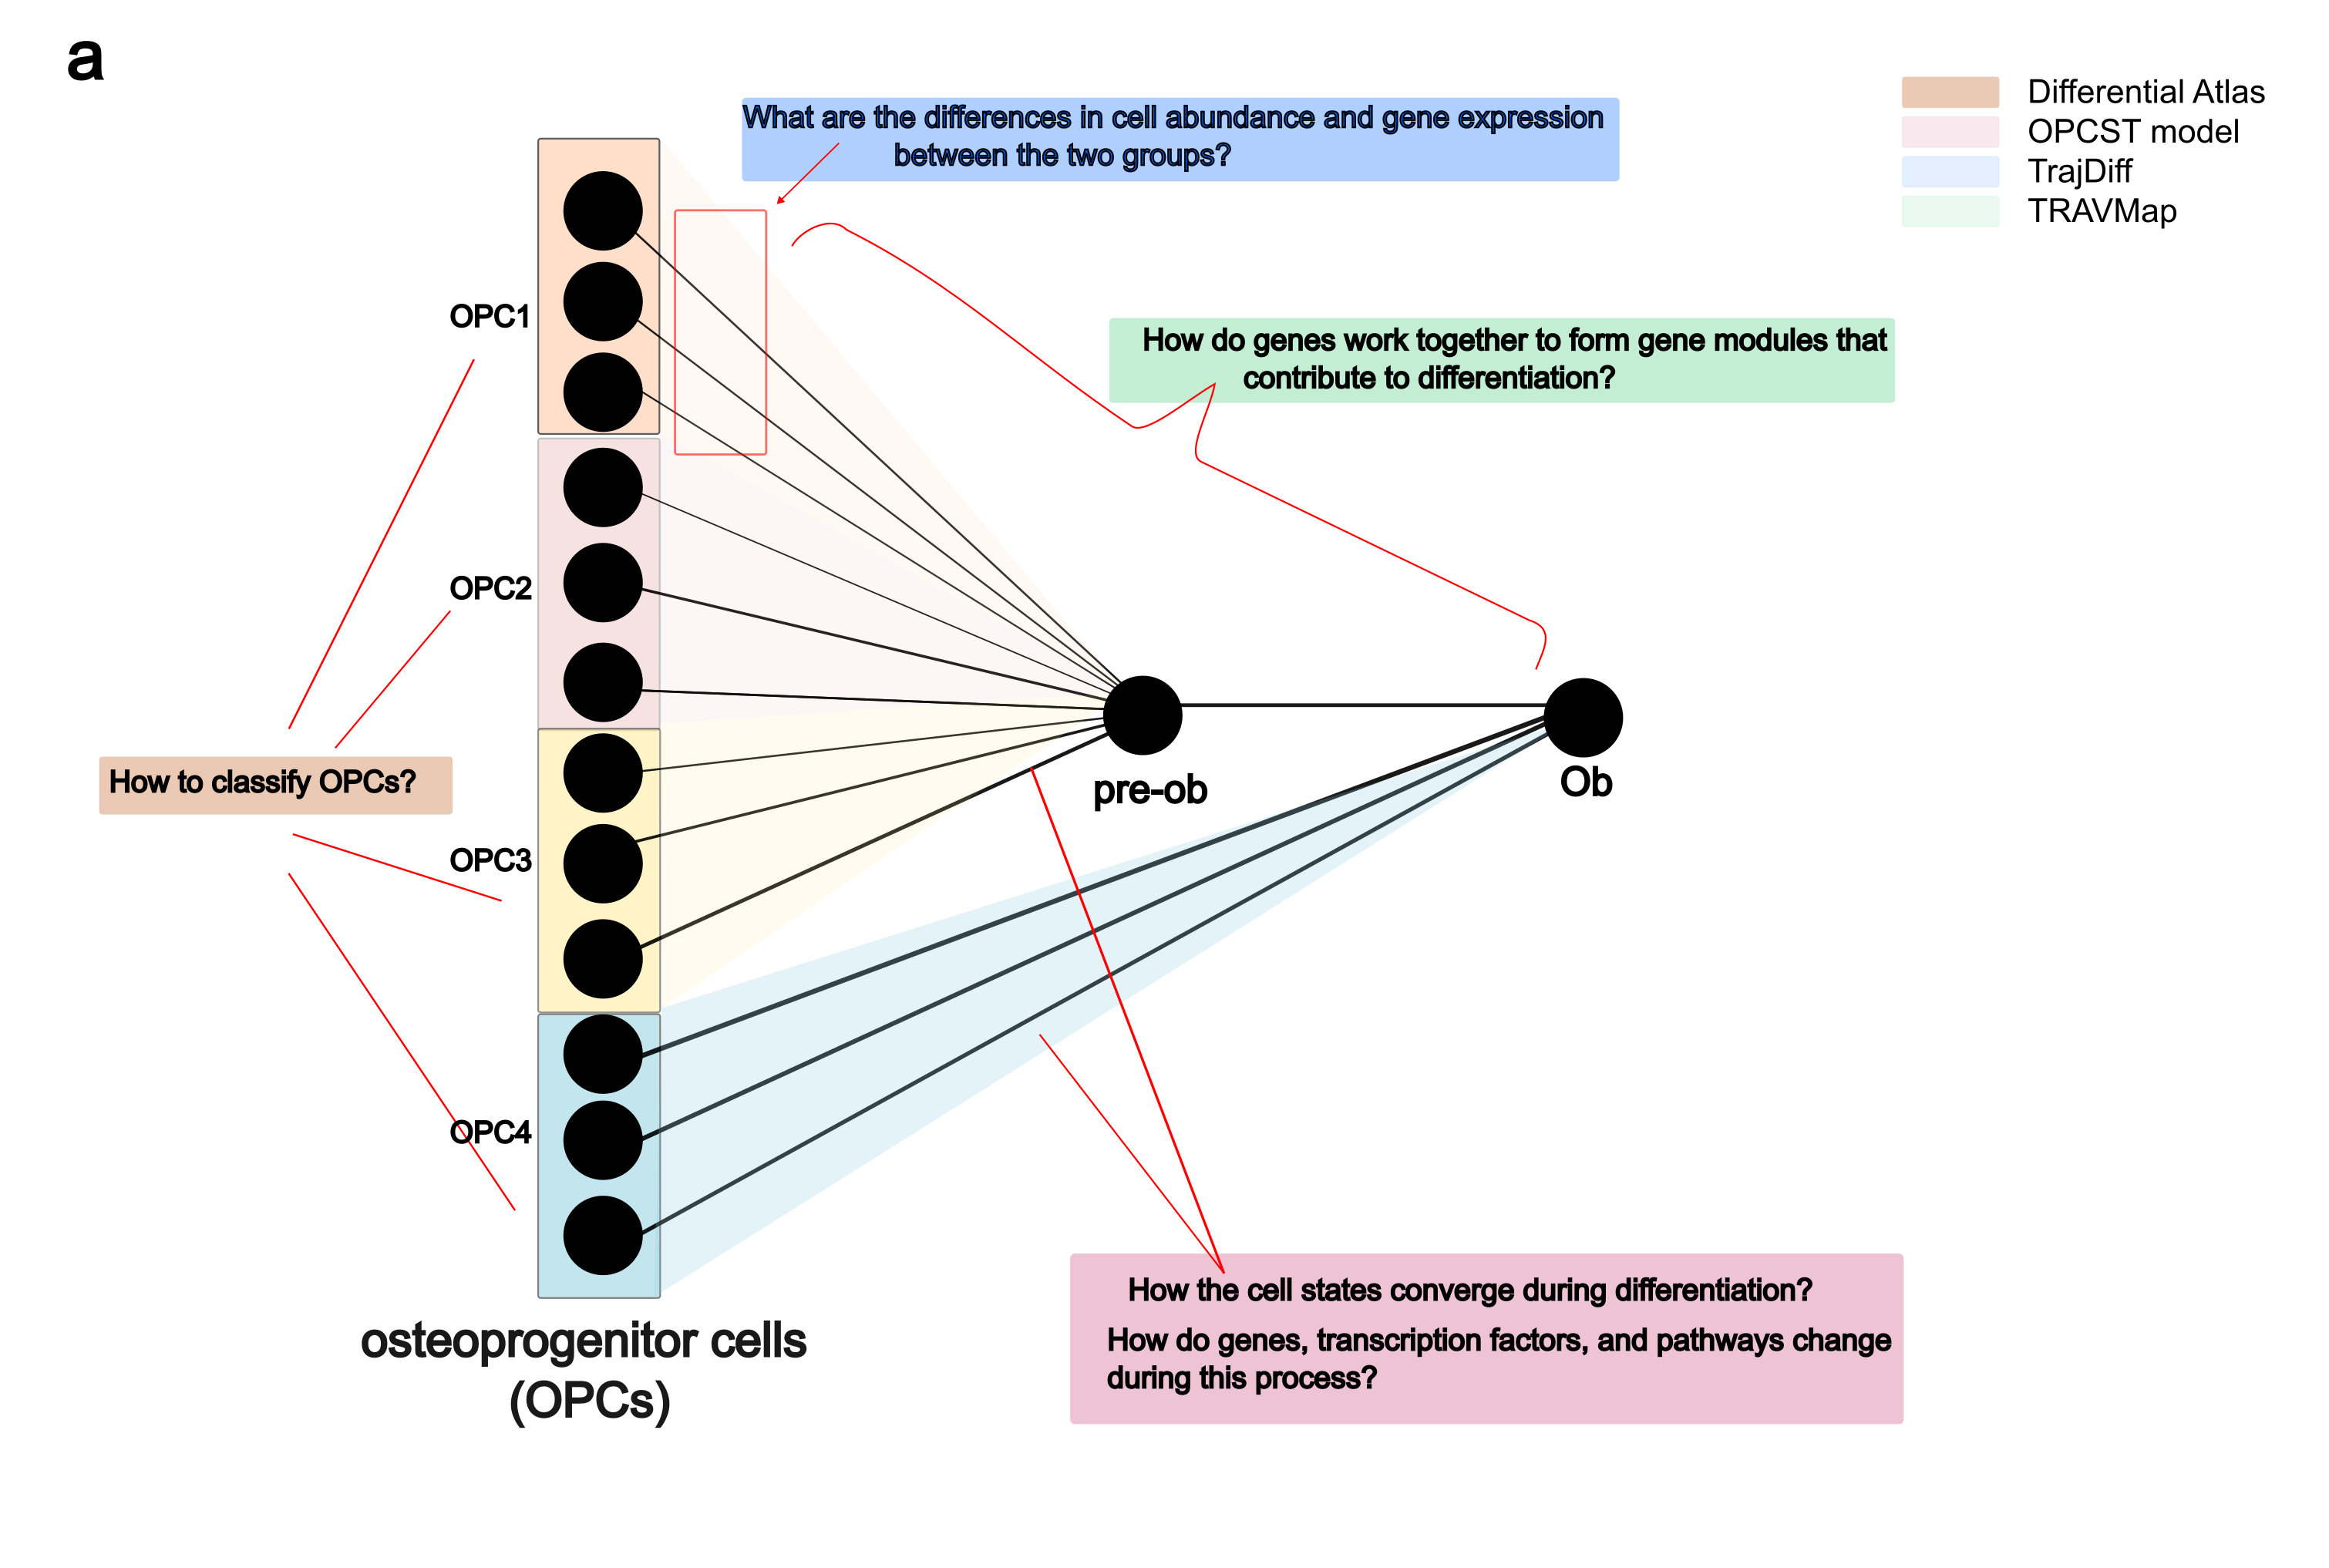 a
What are the differences in cell abundance and gene expression
between the two groups?
Differential Atlas
OPCST model
TrajDiff
TRAVMap
OPC1
How do genes work together to form gene modules that
contribute to differentiation?
OPC2
How to classify OPCs?
pre-ob
Ob
OPC3
OPC4
How the cell states converge during differentiation?
How do genes, transcription factors, and pathways change
during this process?
osteoprogenitor cells
(OPCs)